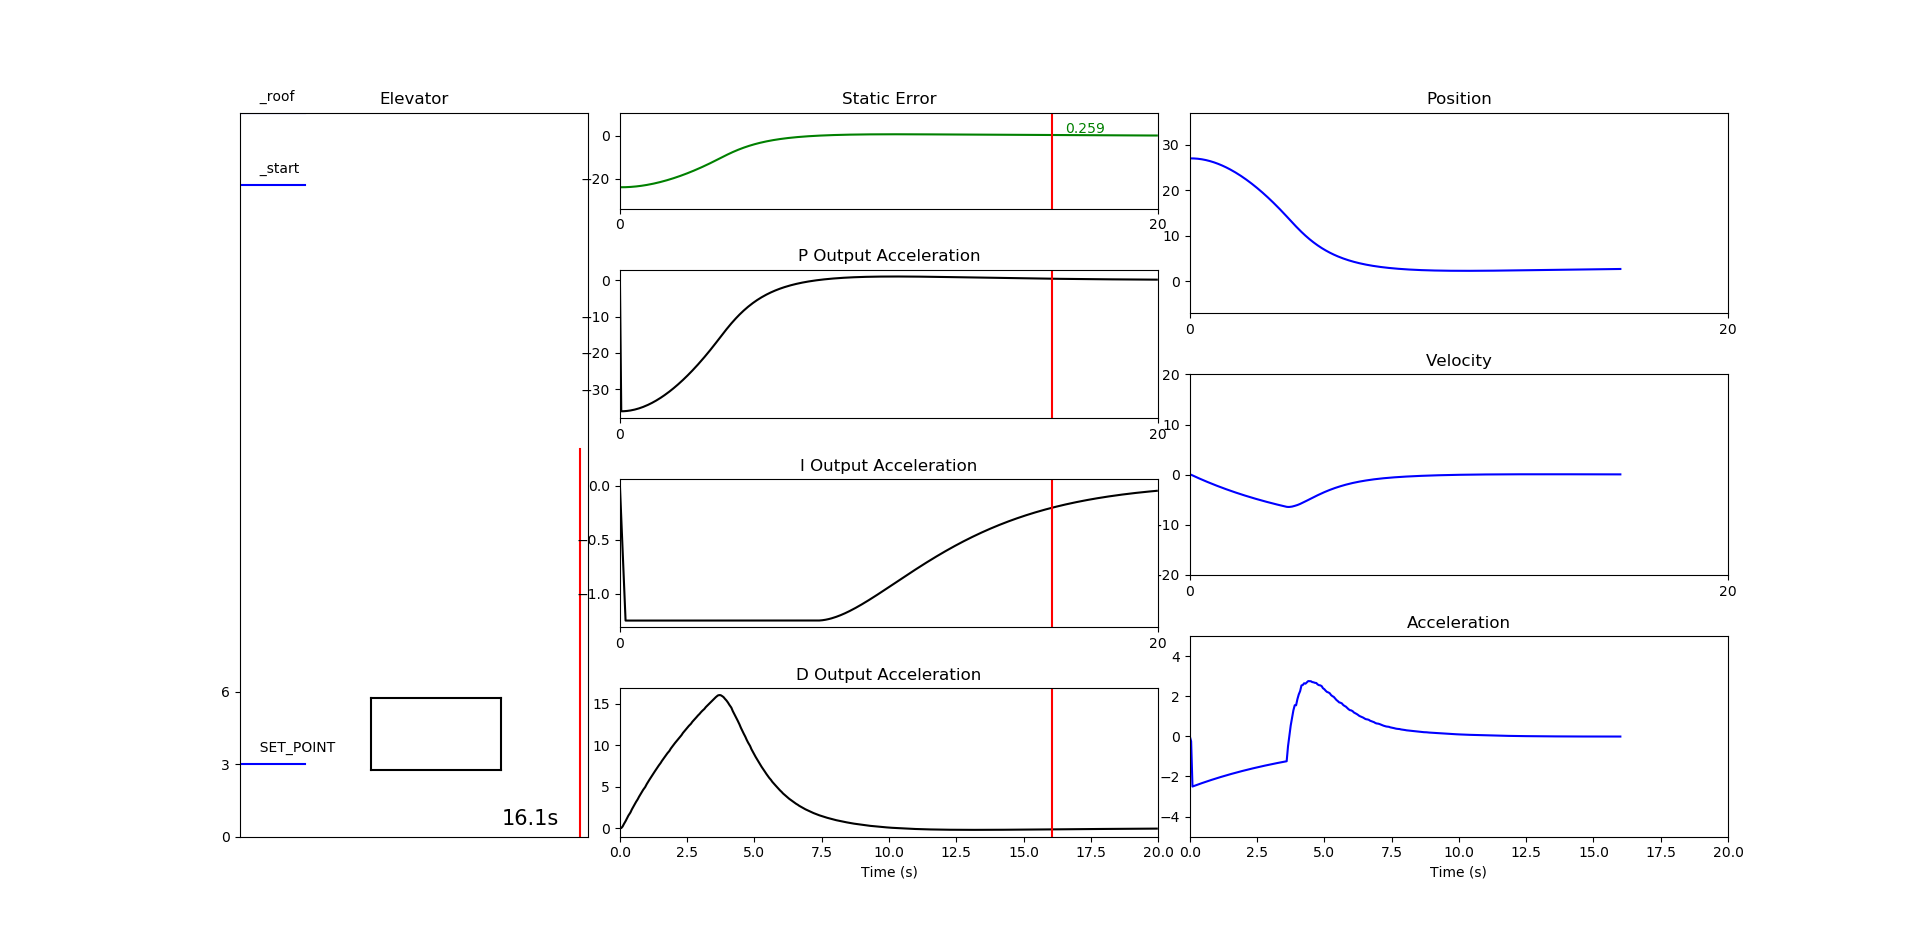 _roof
Elevator
_start
6
SET_POINT
3
16.1s
0
Static Error
0.259
0
−20
0
20
P Output Acceleration
0
−10
−20
−30
0
20
I Output Acceleration
0.0
−0.5
−1.0
0
20
D Output Acceleration
15
10
5
0
0.0 2.5 5.0 7.5 10.0 12.5 15.0 17.5 20.0
Time (s)
Position
30
20
10
0
0
20
Velocity
20
10
0
-10
-20
0
20
Acceleration
4
2
0
−2
−4
0.0 2.5 5.0 7.5 10.0 12.5 15.0 17.5 20.0
Time (s)